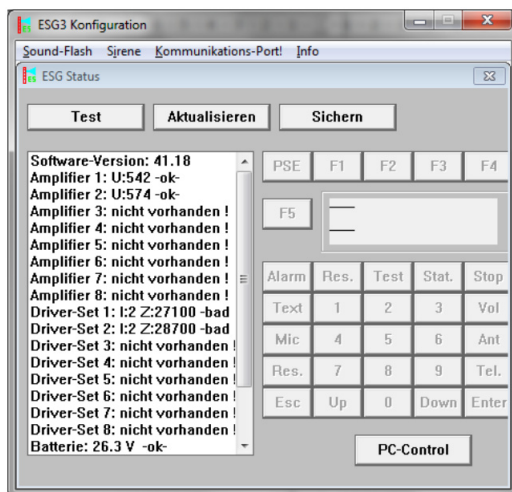 ESG3 Konfiguration
Sound-Flash Sirene Kommunikations-Port! Info
ESG Status
Test Aktualisieren Sichern
Software-Version: 41.18
Amplifier 1: U:542 -ok-
Amplifier 2: U:574 -ok-
Amplifier 3: nicht vorhanden !
Amplifier 4: nicht vorhanden !
Amplifier 5: nicht vorhanden !
Amplifier 6: nicht vorhanden !
Amplifier 7: nicht vorhanden !
Amplifier 8: nicht vorhanden !
Driver-Set 1: I:2 Z:27100 -bad
Driver-Set 2: I:2 Z:28700 -bad
Driver-Set 3: nicht vorhanden !
Driver-Set 4: nicht vorhanden !
Driver-Set 5: nicht vorhanden !
Driver-Set 6: nicht vorhanden !
Driver-Set 7: nicht vorhanden !
Driver-Set 8: nicht vorhanden !
Batterie: 26.3 V -ok-
PSE F1 F2 F3 F4
F5
Alarm Res. Test Stat. Stop
Text 1 2 3 Vol
Mic 4 5 6 Ant
Res. 7 8 9 Tel.
Esc Up 0 Down Enter
PC-Control